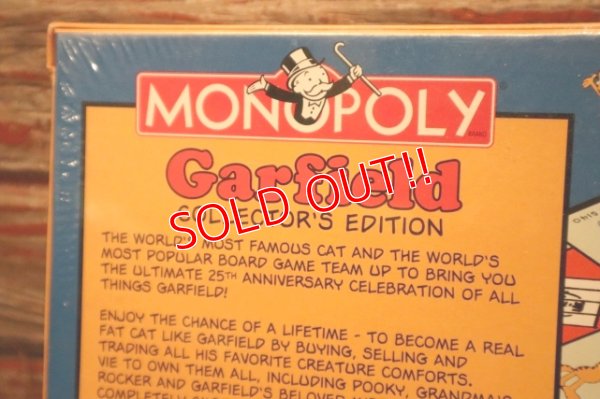 MONOPOLY
BRAND
Garfield
SOLD OUT!!
COLLECTOR'S EDITION
THE WORLD'S MOST FAMOUS CAT AND THE WORLD'S
MOST POPULAR BOARD GAME TEAM UP TO BRING YOU
THE ULTIMATE 25TH ANNIVERSARY CELEBRATION OF ALL
THINGS GARFIELD!
ENJOY THE CHANCE OF A LIFETIME - TO BECOME A REAL
FAT CAT LIKE GARFIELD BY BUYING, SELLING AND
TRADING ALL HIS FAVORITE CREATURE COMFORTS.
VIE TO OWN THEM ALL, INCLUDING POOKY, GRANDMA'S
ROCKER AND GARFIELD'S BELOVED
COMPLETELY